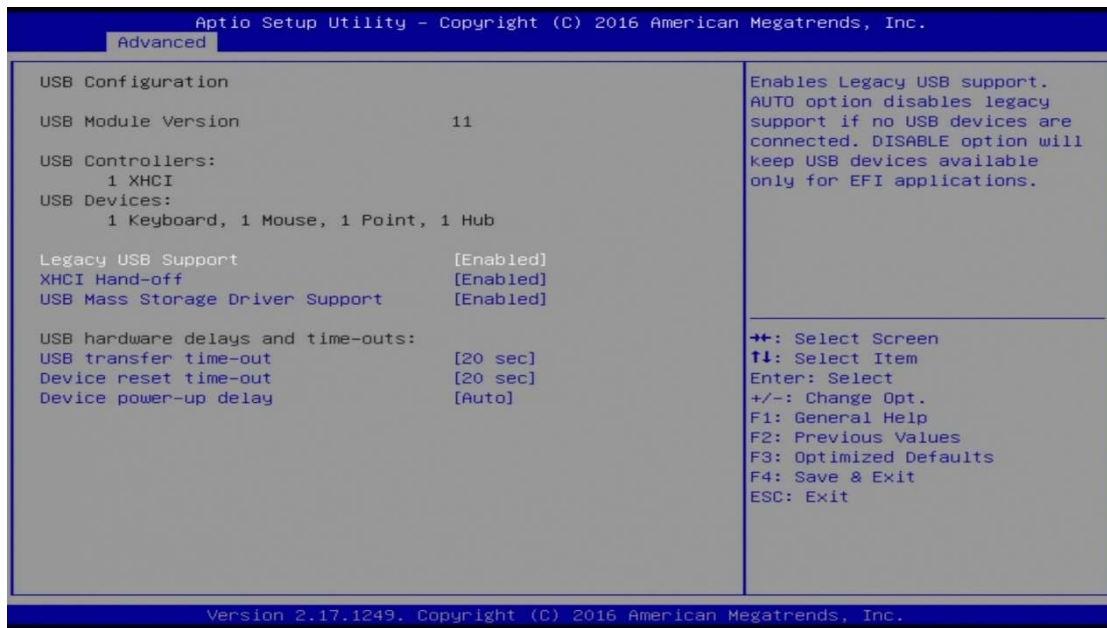 Aptio Setup Utility – Copyright (C) 2016 American Megatrends, Inc.
Advanced
USB Configuration
USB Module Version 11
USB Controllers:
1 XHCI
USB Devices:
1 Keyboard, 1 Mouse, 1 Point, 1 Hub
Legacy USB Support [Enabled]
XHCI Hand-off [Enabled]
USB Mass Storage Driver Support [Enabled]
USB hardware delays and time-outs:
USB transfer time-out [20 sec]
Device reset time-out [20 sec]
Device power-up delay [Auto]
Enables Legacy USB support.
AUTO option disables legacy
support if no USB devices are
connected. DISABLE option will
keep USB devices available
only for EFI applications.
→←: Select Screen
↑↓: Select Item
Enter: Select
+/-: Change Opt.
F1: General Help
F2: Previous Values
F3: Optimized Defaults
F4: Save & Exit
ESC: Exit
Version 2.17.1249. Copyright (C) 2016 American Megatrends, Inc.